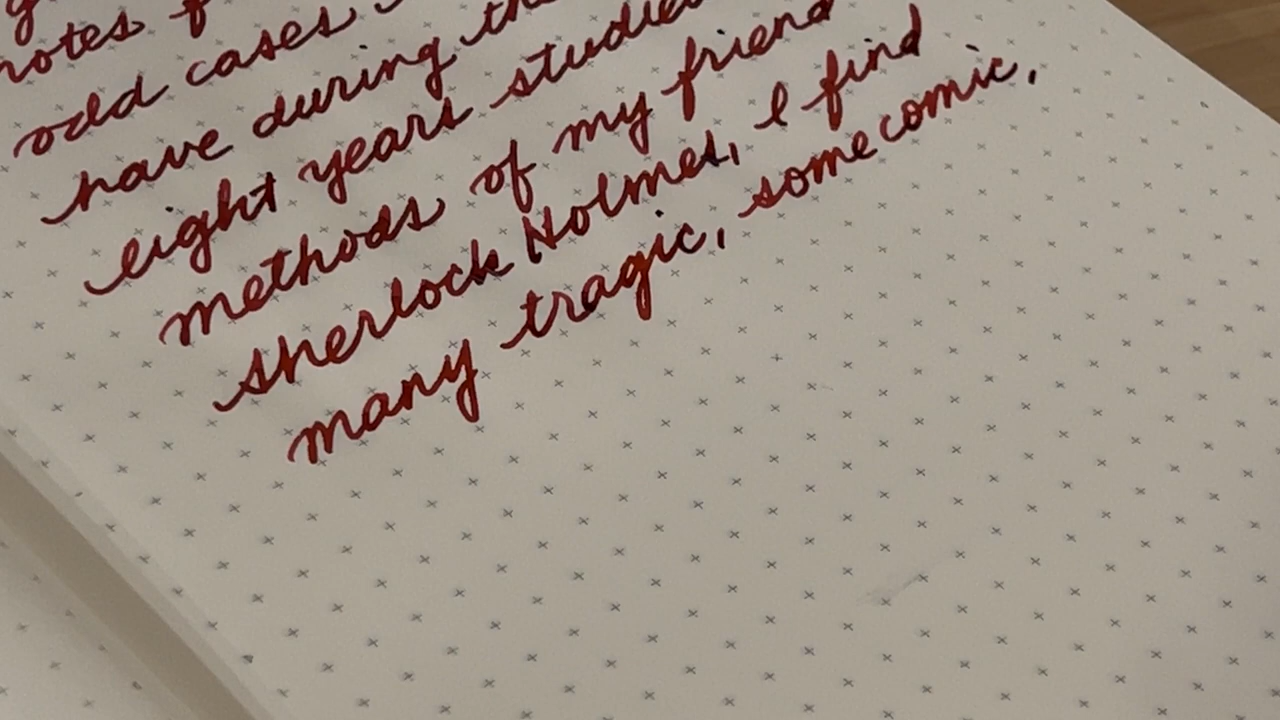 notes
odd cases
have during the
eight years studied
methods of my friend
Sherlock Holmes, I find
many tragic, some comic,